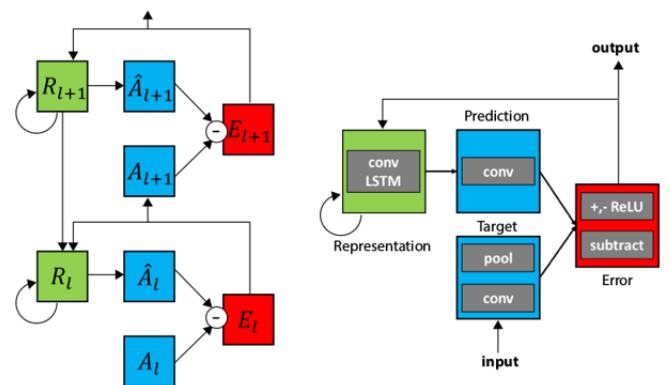 R_{l+1}
Â_{l+1}
−
E_{l+1}
A_{l+1}
R_l
Â_l
−
E_l
A_l
output
Prediction
conv
LSTM
conv
Representation
Target
pool
conv
+,- ReLU
subtract
Error
input